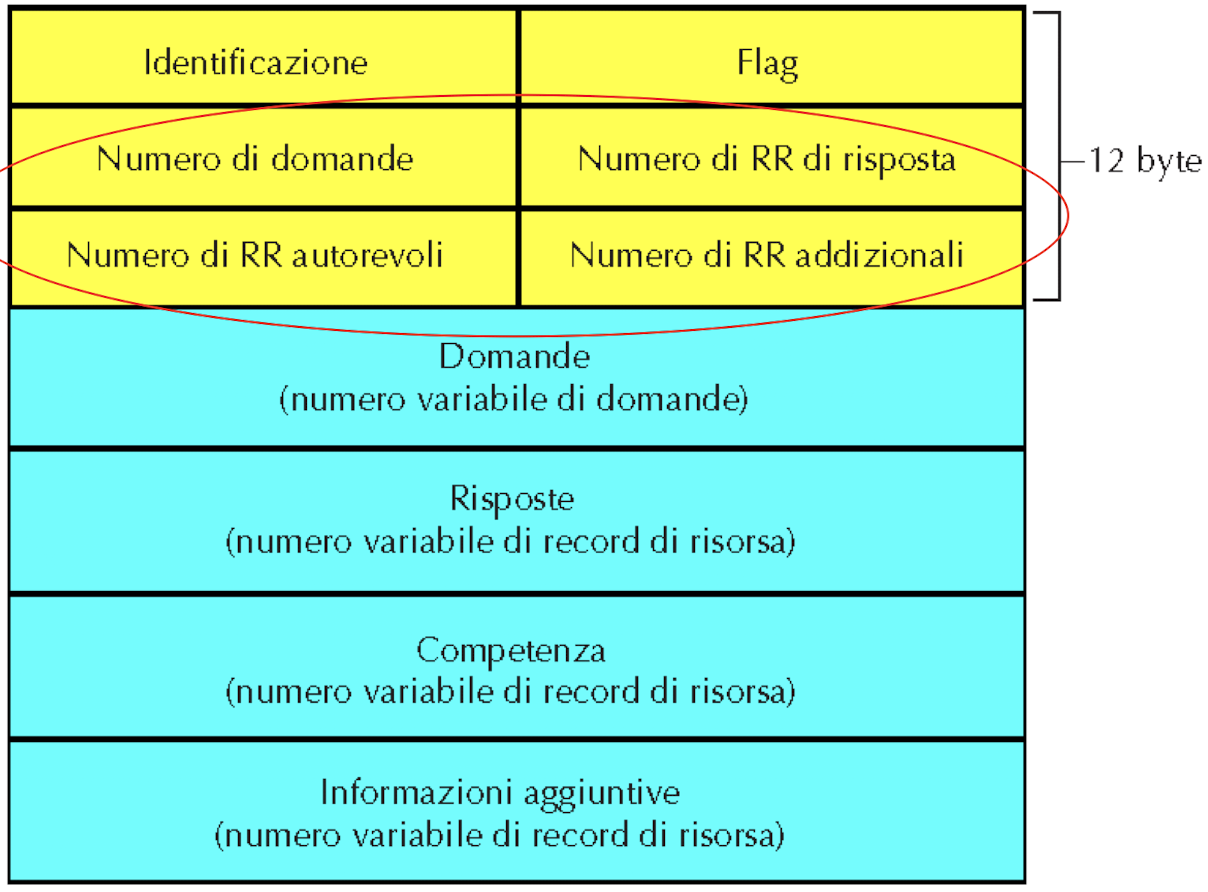 Identificazione
Flag
Numero di domande
Numero di RR di risposta
12 byte
Numero di RR autorevoli
Numero di RR addizionali
Domande
(numero variabile di domande)
Risposte
(numero variabile di record di risorsa)
Competenza
(numero variabile di record di risorsa)
Informazioni aggiuntive
(numero variabile di record di risorsa)